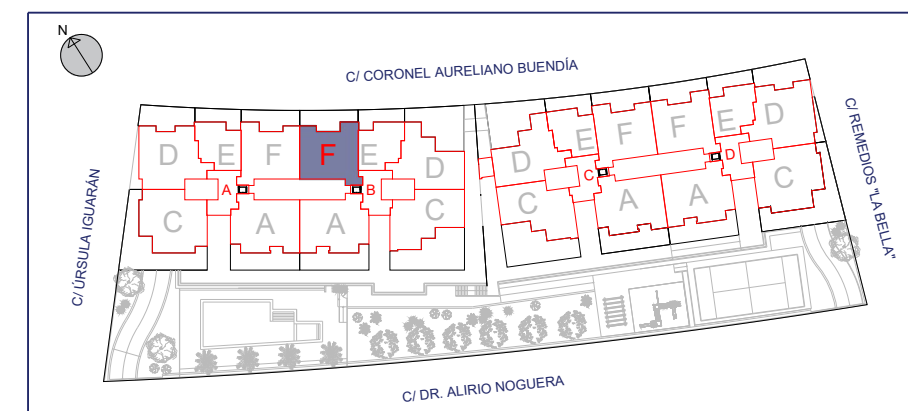 N
C/ CORONEL AURELIANO BUENDÍA
C/ REMEDIOS "LA BELLA"
C/ ÚRSULA IGUARÁN
D E F F E D
A B
C A A C
D E F F E D
C D
C A A C
C/ DR. ALIRIO NOGUERA